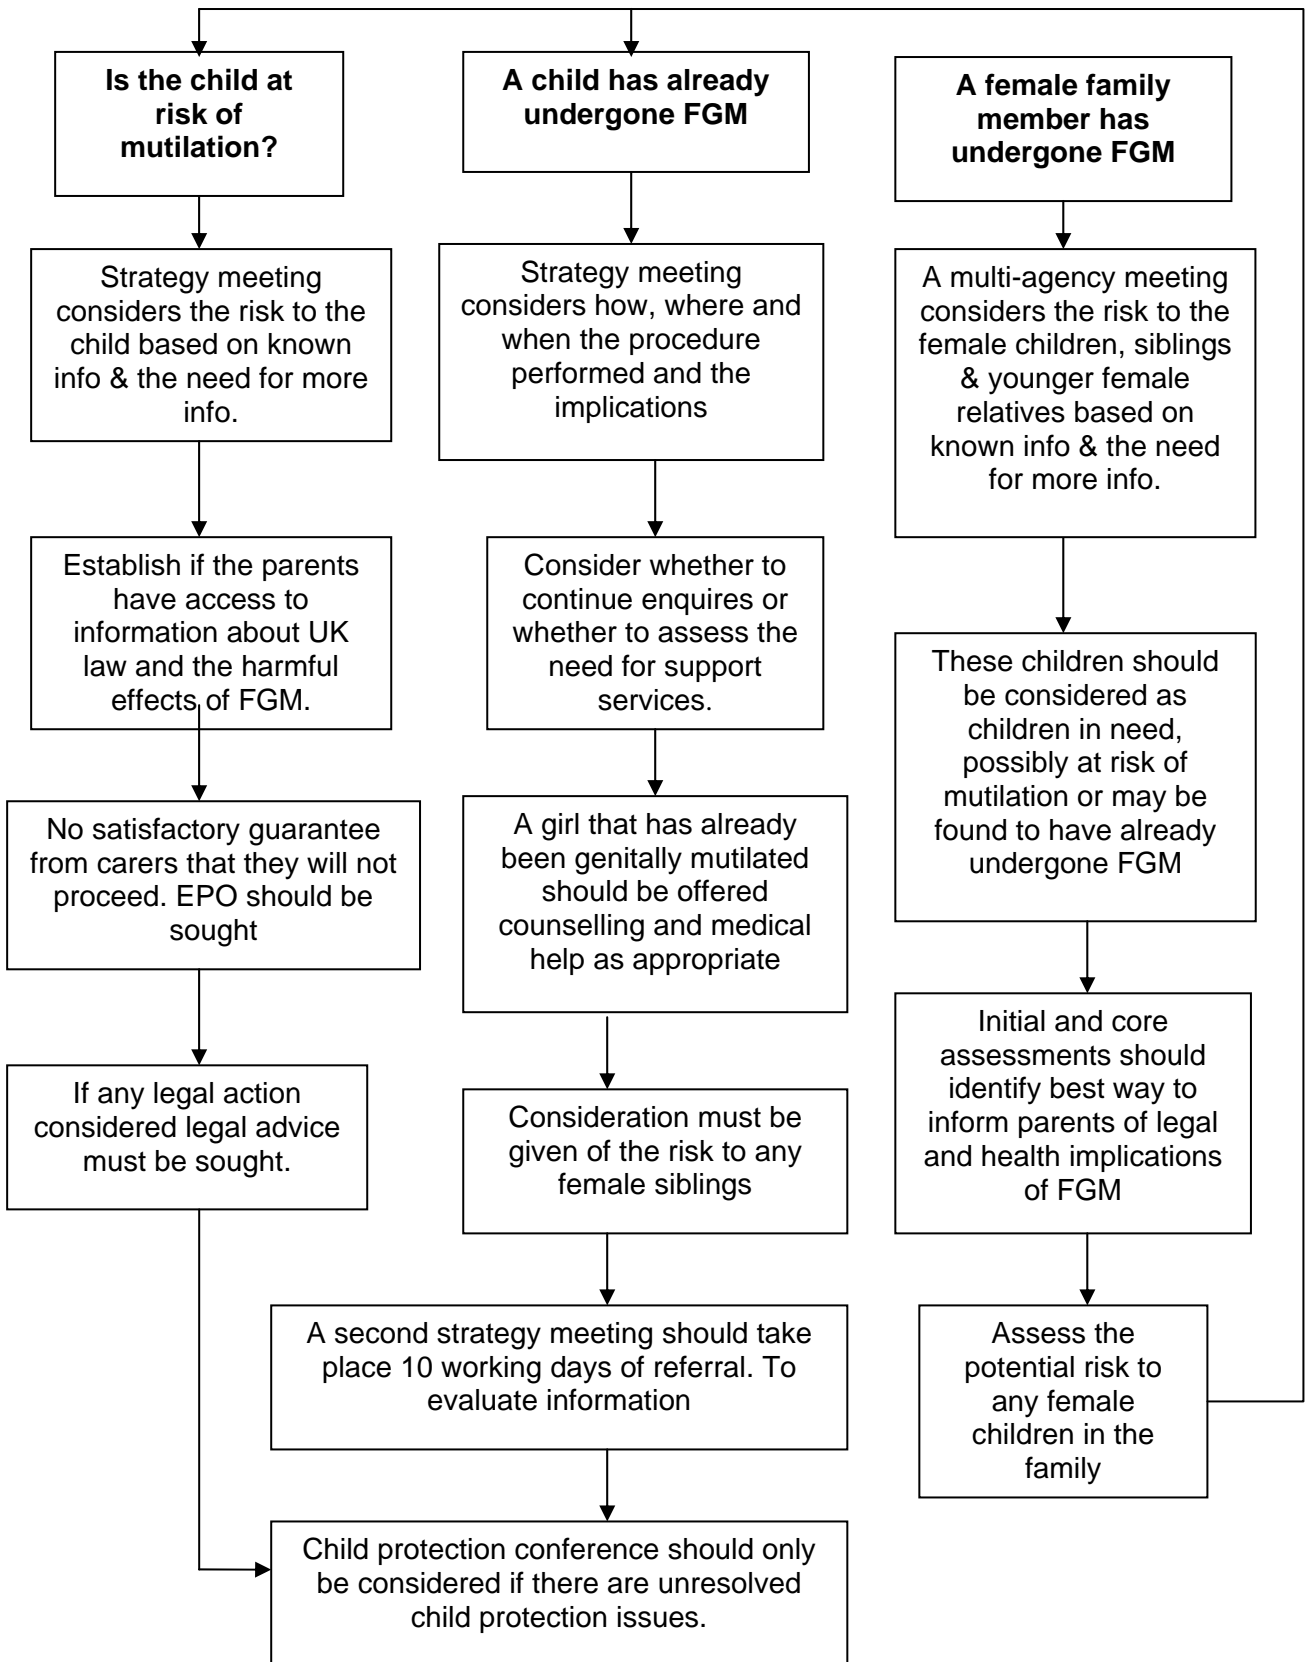 Is the child at
risk of
mutilation?
Strategy meeting
considers the risk to the
child based on known
info & the need for more
info.
Establish if the parents
have access to
information about UK
law and the harmful
effects of FGM.
No satisfactory guarantee
from carers that they will not
proceed. EPO should be
sought
If any legal action
considered legal advice
must be sought.
A child has already
undergone FGM
Strategy meeting
considers how, where and
when the procedure
performed and the
implications
Consider whether to
continue enquires or
whether to assess the
need for support
services.
A girl that has already
been genitally mutilated
should be offered
counselling and medical
help as appropriate
Consideration must be
given of the risk to any
female siblings
A second strategy meeting should take
place 10 working days of referral. To
evaluate information
Child protection conference should only
be considered if there are unresolved
child protection issues.
A female family
member has
undergone FGM
A multi-agency meeting
considers the risk to the
female children, siblings
& younger female
relatives based on
known info & the need
for more info.
These children should
be considered as
children in need,
possibly at risk of
mutilation or may be
found to have already
undergone FGM
Initial and core
assessments should
identify best way to
inform parents of legal
and health implications
of FGM
Assess the
potential risk to
any female
children in the
family